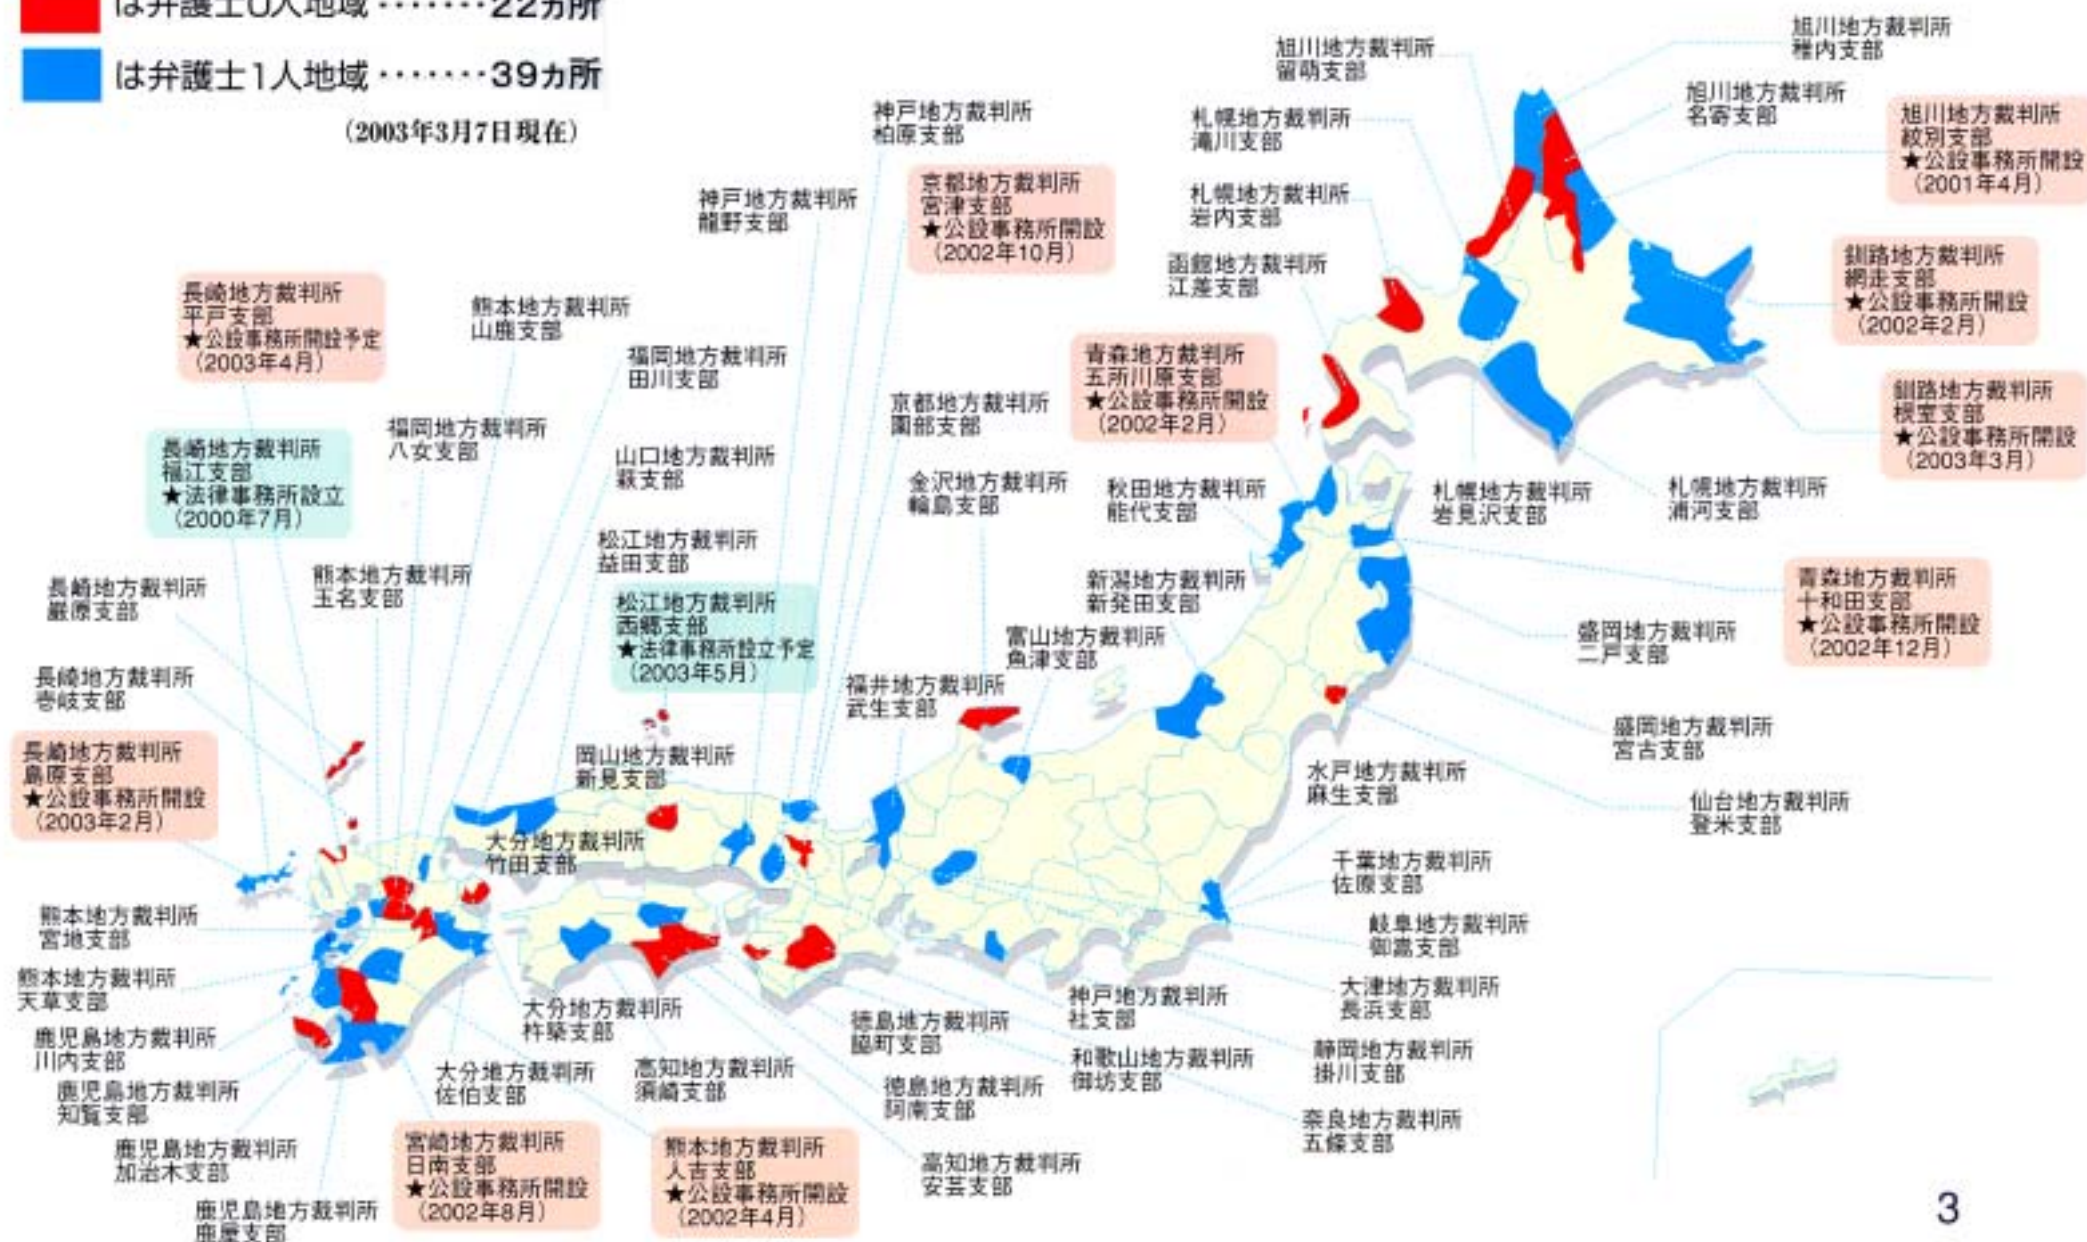 は弁護士0人地域・・・・・・・22ヵ所
は弁護士1人地域・・・・・・・39ヵ所
(2003年3月7日現在)
旭川地方裁判所
稚内支部
旭川地方裁判所
留萌支部
旭川地方裁判所
名寄支部
旭川地方裁判所
紋別支部
★公設事務所開設
(2001年4月)
札幌地方裁判所
滝川支部
札幌地方裁判所
岩内支部
函館地方裁判所
江差支部
釧路地方裁判所
網走支部
★公設事務所開設
(2002年2月)
釧路地方裁判所
根室支部
★公設事務所開設
(2003年3月)
札幌地方裁判所
岩見沢支部
札幌地方裁判所
浦河支部
神戸地方裁判所
柏原支部
神戸地方裁判所
龍野支部
京都地方裁判所
宮津支部
★公設事務所開設
(2002年10月)
長崎地方裁判所
平戸支部
★公設事務所開設予定
(2003年4月)
熊本地方裁判所
山鹿支部
福岡地方裁判所
田川支部
青森地方裁判所
五所川原支部
★公設事務所開設
(2002年2月)
京都地方裁判所
園部支部
福岡地方裁判所
八女支部
長崎地方裁判所
福江支部
★法律事務所設立
(2000年7月)
山口地方裁判所
萩支部
金沢地方裁判所
輪島支部
秋田地方裁判所
能代支部
松江地方裁判所
益田支部
長崎地方裁判所
厳原支部
熊本地方裁判所
玉名支部
松江地方裁判所
西郷支部
★法律事務所設立予定
(2003年5月)
新潟地方裁判所
新発田支部
青森地方裁判所
十和田支部
★公設事務所開設
(2002年12月)
盛岡地方裁判所
二戸支部
富山地方裁判所
魚津支部
長崎地方裁判所
壱岐支部
福井地方裁判所
武生支部
盛岡地方裁判所
宮古支部
長崎地方裁判所
島原支部
★公設事務所開設
(2003年2月)
岡山地方裁判所
新見支部
水戸地方裁判所
麻生支部
仙台地方裁判所
登米支部
大分地方裁判所
竹田支部
千葉地方裁判所
佐原支部
熊本地方裁判所
宮地支部
岐阜地方裁判所
御嵩支部
熊本地方裁判所
天草支部
大津地方裁判所
長浜支部
大分地方裁判所
杵築支部
神戸地方裁判所
社支部
徳島地方裁判所
脇町支部
鹿児島地方裁判所
川内支部
静岡地方裁判所
掛川支部
和歌山地方裁判所
御坊支部
大分地方裁判所
佐伯支部
高知地方裁判所
須崎支部
徳島地方裁判所
阿南支部
鹿児島地方裁判所
知覧支部
奈良地方裁判所
五條支部
鹿児島地方裁判所
加治木支部
宮崎地方裁判所
日南支部
★公設事務所開設
(2002年8月)
熊本地方裁判所
人吉支部
★公設事務所開設
(2002年4月)
高知地方裁判所
安芸支部
鹿児島地方裁判所
鹿屋支部
3